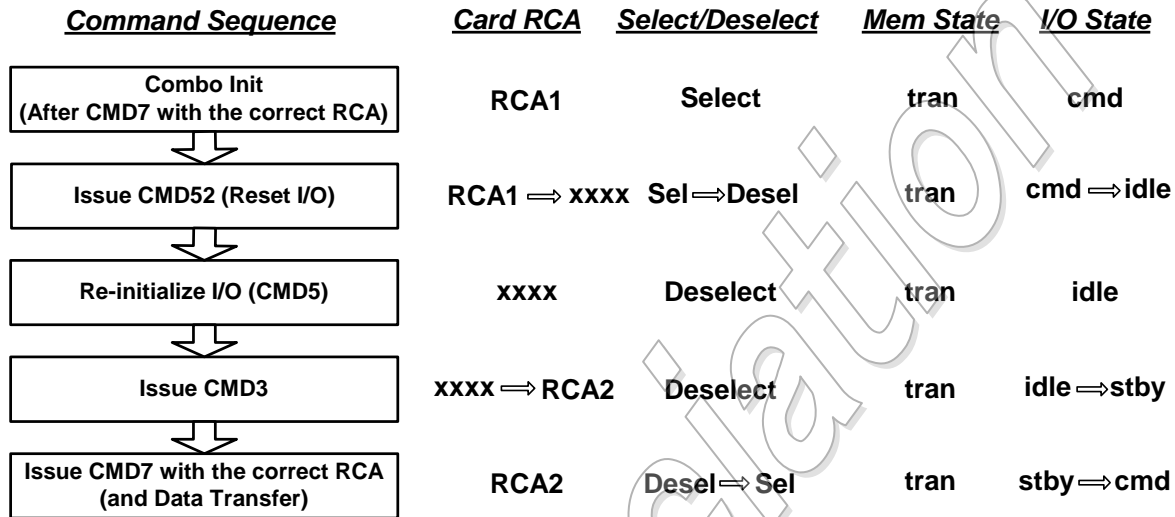 Command Sequence Card RCA Select/Deselect Mem State I/O State
Combo Init
(After CMD7 with the correct RCA) RCA1 Select tran cmd
Issue CMD52 (Reset I/O) RCA1 ⇒ xxxx Sel⇒Desel tran cmd ⇒idle
Re-initialize I/O (CMD5) xxxx Deselect tran idle
Issue CMD3 xxxx ⇒ RCA2 Deselect tran idle ⇒stby
Issue CMD7 with the correct RCA
(and Data Transfer) RCA2 Desel⇒ Sel tran stby ⇒cmd
ciation